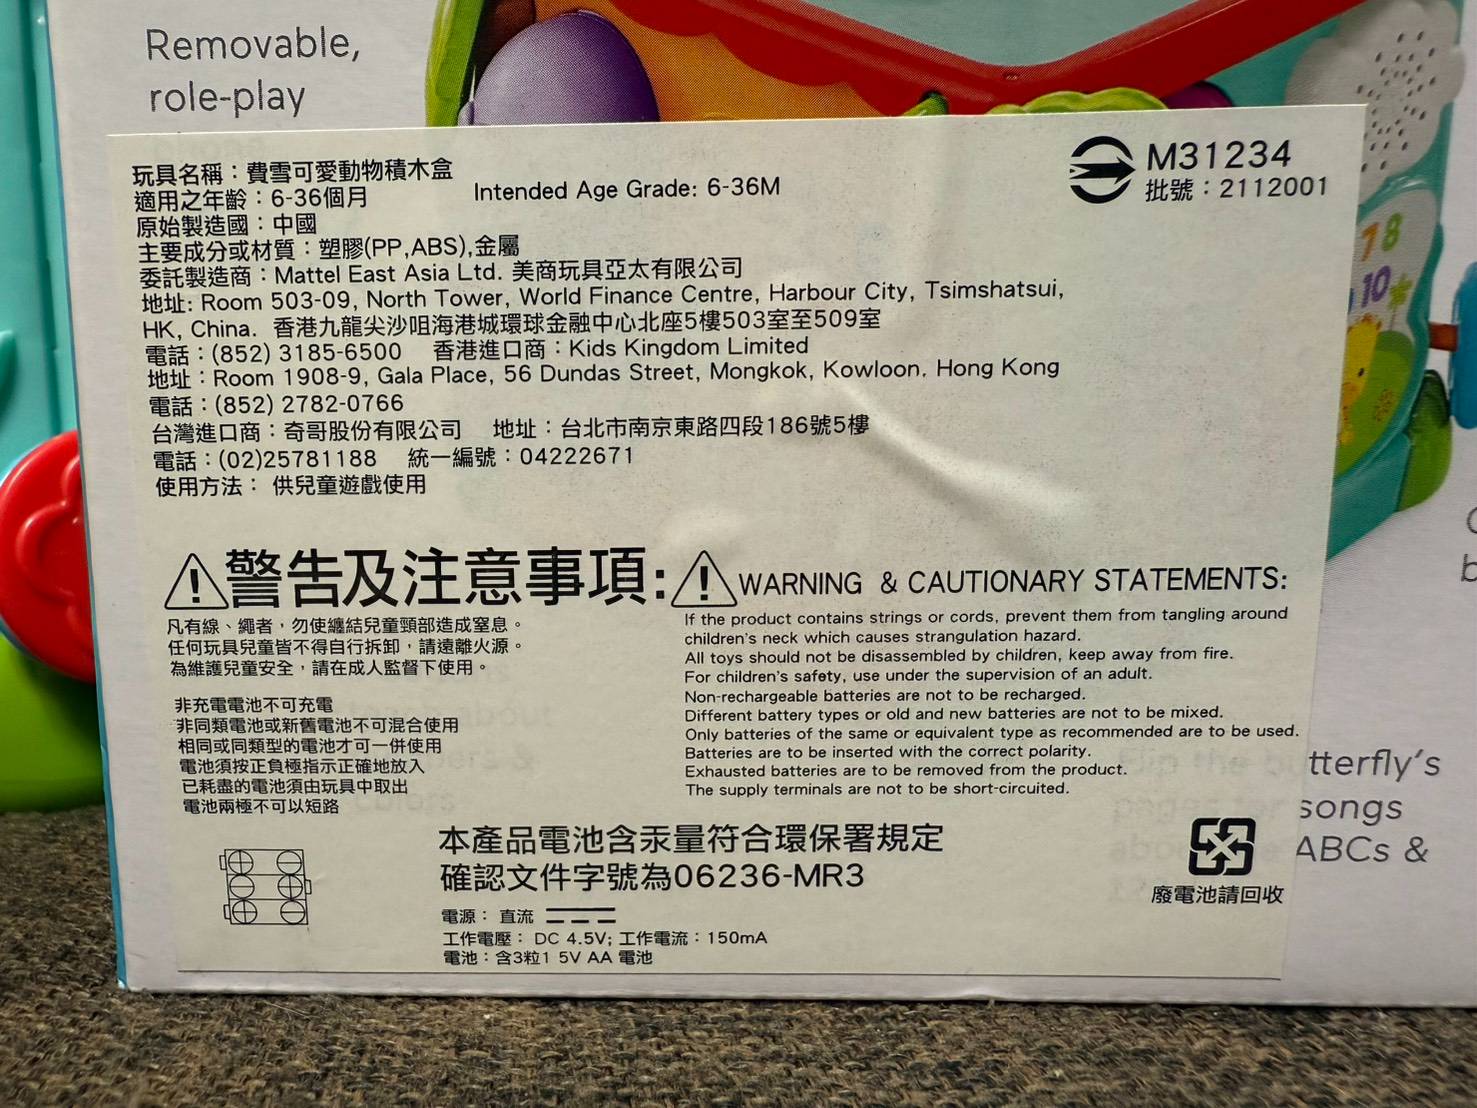 Removable,
role-play
玩具名稱：費雪可愛動物積木盒
適用之年齡：6-36個月 Intended Age Grade: 6-36M
M31234
批號：2112001
原始製造國：中國
主要成分或材質：塑膠(PP,ABS),金屬
委託製造商：Mattel East Asia Ltd. 美商玩具亞太有限公司
地址: Room 503-09, North Tower, World Finance Centre, Harbour City, Tsimshatsui,
HK, China. 香港九龍尖沙咀海港城環球金融中心北座5樓503室至509室
電話：(852) 3185-6500 香港進口商：Kids Kingdom Limited
地址：Room 1908-9, Gala Place, 56 Dundas Street, Mongkok, Kowloon. Hong Kong
電話：(852) 2782-0766
台灣進口商：奇哥股份有限公司 地址：台北市南京東路四段186號5樓
電話：(02)25781188 統一編號：04222671
使用方法： 供兒童遊戲使用
警告及注意事項:
凡有線、繩者，勿使纏結兒童頸部造成窒息。
任何玩具兒童皆不得自行拆卸，請遠離火源。
為維護兒童安全，請在成人監督下使用。
非充電電池不可充電
非同類電池或新舊電池不可混合使用
相同或同類型的電池才可一併使用
電池須按正負極指示正確地放入
已耗盡的電池須由玩具中取出
電池兩極不可以短路
WARNING & CAUTIONARY STATEMENTS:
If the product contains strings or cords, prevent them from tangling around
children's neck which causes strangulation hazard.
All toys should not be disassembled by children, keep away from fire.
For children's safety, use under the supervision of an adult.
Non-rechargeable batteries are not to be recharged.
Different battery types or old and new batteries are not to be mixed.
Only batteries of the same or equivalent type as recommended are to be used.
Batteries are to be inserted with the correct polarity.
Exhausted batteries are to be removed from the product.
The supply terminals are not to be short-circuited.
本產品電池含汞量符合環保署規定
確認文件字號為06236-MR3
電源： 直流
工作電壓： DC 4.5V; 工作電流：150mA
電池：含3粒1 5V AA 電池
廢電池請回收
7 8
10
tterfly's
songs
ABCs &